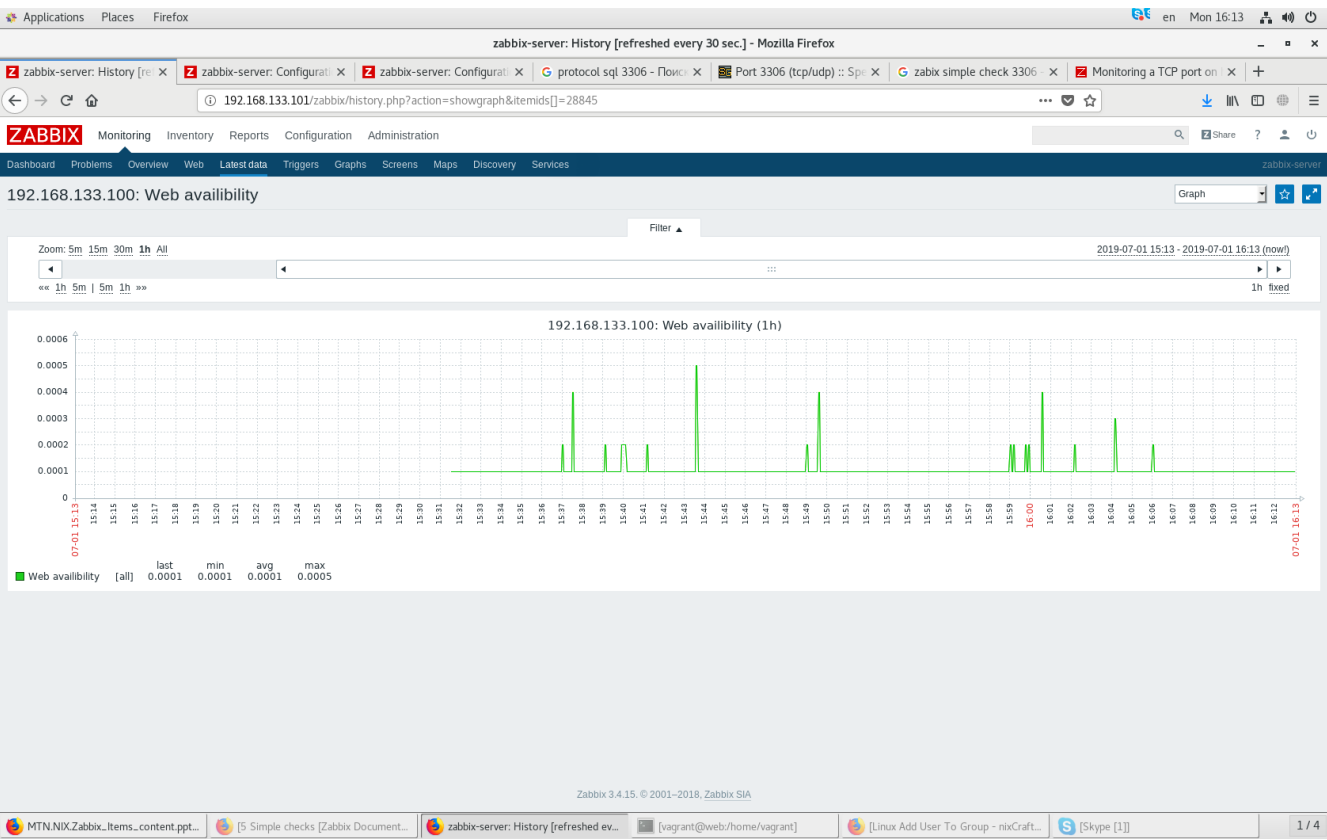 Applications Places Firefox en Mon 16:13
zabbix-server: History [refreshed every 30 sec.] - Mozilla Firefox
zabbix-server: History [re zabbix-server: Configurati zabbix-server: Configurati protocol sql 3306 - Поиск Port 3306 (tcp/udp) :: Spe zabix simple check 3306 - Monitoring a TCP port on
192.168.133.101/zabbix/history.php?action=showgraph&itemids[]=28845
ZABBIX Monitoring Inventory Reports Configuration Administration Z Share ?
Dashboard Problems Overview Web Latest data Triggers Graphs Screens Maps Discovery Services zabbix-server
192.168.133.100: Web availibility Graph
Filter
Zoom: 5m 15m 30m 1h All 2019-07-01 15:13 - 2019-07-01 16:13 (now!)
«« 1h 5m | 5m 1h »» 1h fixed
192.168.133.100: Web availibility (1h)
0.0006
0.0005
0.0004
0.0003
0.0002
0.0001
0
07-01 15:13 15:14 15:15 15:16 15:17 15:18 15:19 15:20 15:21 15:22 15:23 15:24 15:25 15:26 15:27 15:28 15:29 15:30 15:31 15:32 15:33 15:34 15:35 15:36 15:37 15:38 15:39 15:40 15:41 15:42 15:43 15:44 15:45 15:46 15:47 15:48 15:49 15:50 15:51 15:52 15:53 15:54 15:55 15:56 15:57 15:58 15:59 16:00 16:01 16:02 16:03 16:04 16:05 16:06 16:07 16:08 16:09 16:10 16:11 16:12 07-01 16:13
last min avg max
Web availibility [all] 0.0001 0.0001 0.0001 0.0005
Zabbix 3.4.15. © 2001–2018, Zabbix SIA
MTN.NIX.Zabbix_Items_content.ppt... [5 Simple checks [Zabbix Document... zabbix-server: History [refreshed ev... [vagrant@web:/home/vagrant] [Linux Add User To Group - nixCraft... [Skype [1]] 1 / 4